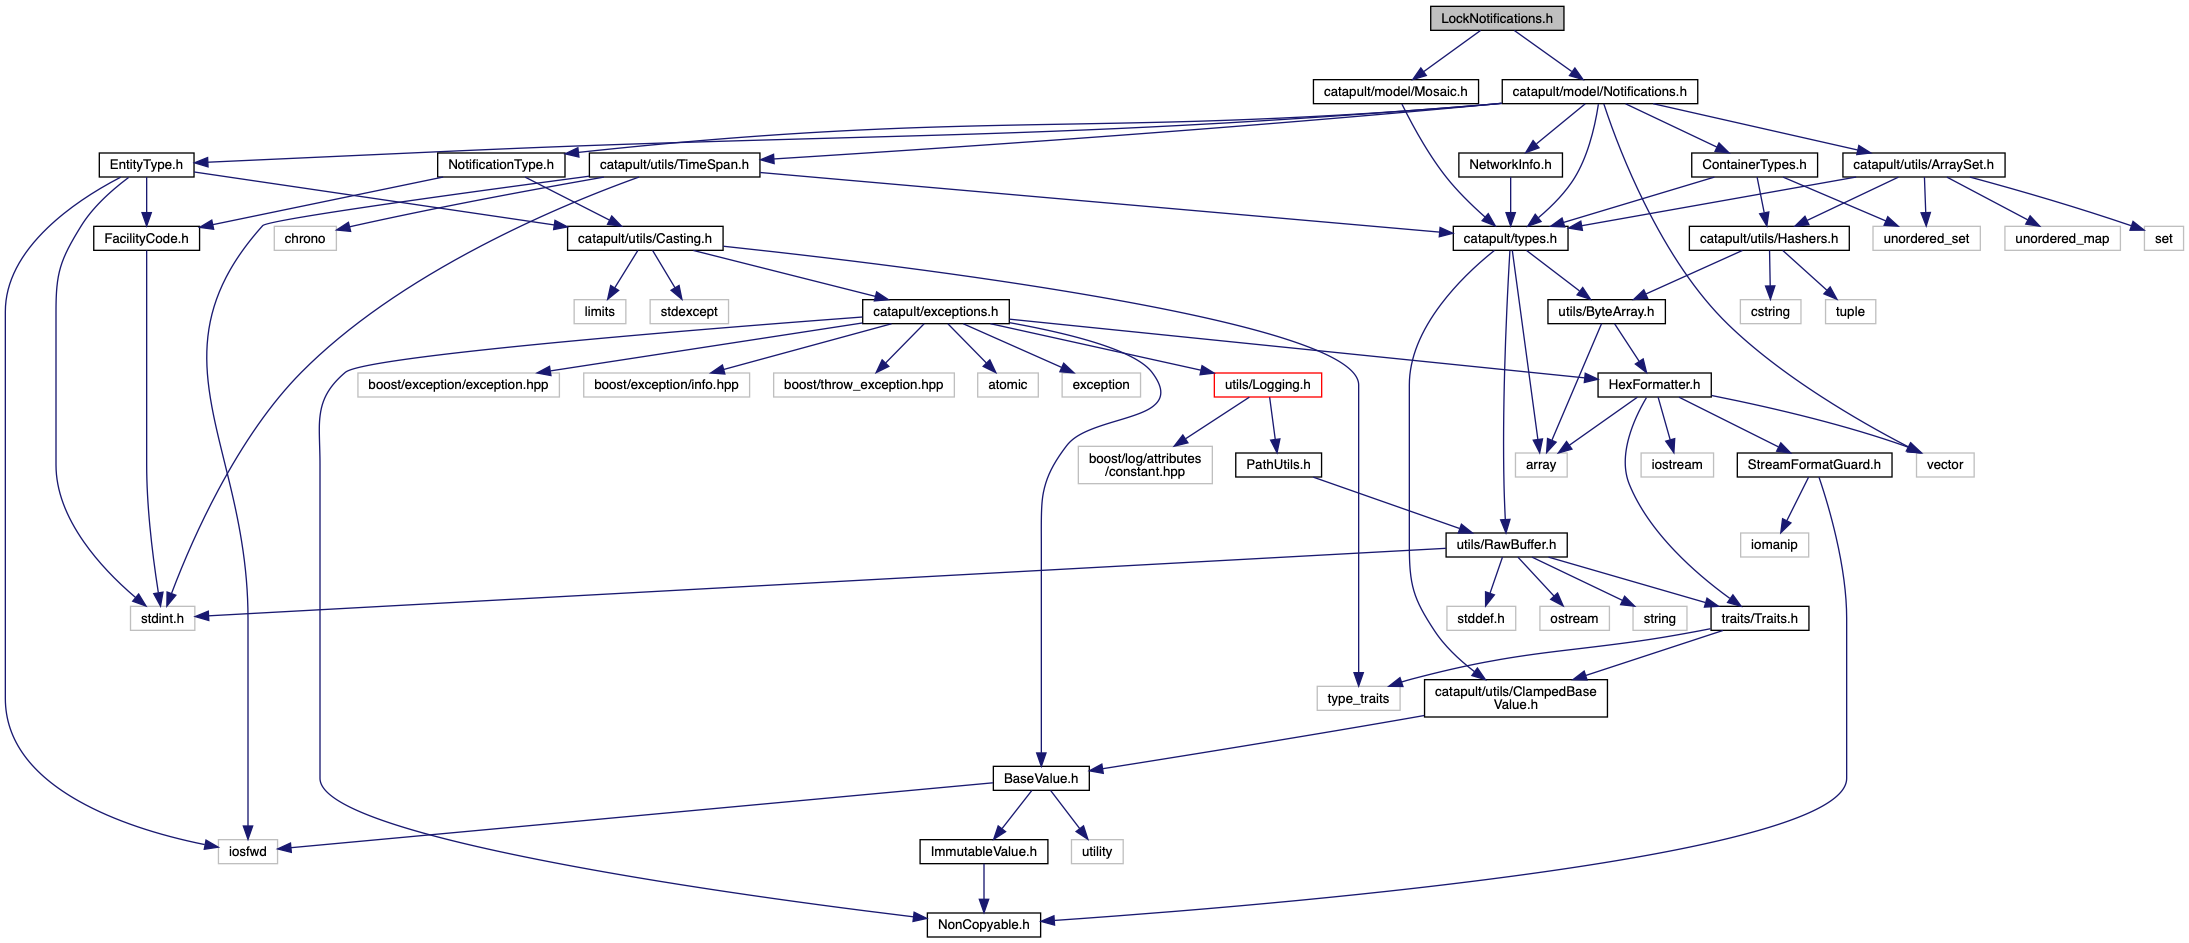 LockNotifications.h
catapult/model/Mosaic.h
catapult/model/Notifications.h
EntityType.h
NotificationType.h
catapult/utils/TimeSpan.h
NetworkInfo.h
ContainerTypes.h
catapult/utils/ArraySet.h
FacilityCode.h
chrono
catapult/utils/Casting.h
catapult/types.h
catapult/utils/Hashers.h
unordered_set
unordered_map
set
limits
stdexcept
catapult/exceptions.h
utils/ByteArray.h
cstring
tuple
boost/exception/exception.hpp
boost/exception/info.hpp
boost/throw_exception.hpp
atomic
exception
utils/Logging.h
HexFormatter.h
boost/log/attributes
/constant.hpp
PathUtils.h
array
iostream
StreamFormatGuard.h
vector
utils/RawBuffer.h
iomanip
stdint.h
stddef.h
ostream
string
traits/Traits.h
type_traits
catapult/utils/ClampedBase
Value.h
BaseValue.h
iosfwd
ImmutableValue.h
utility
NonCopyable.h